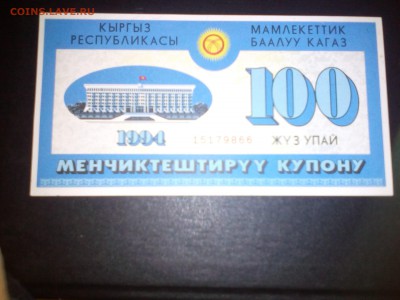 COINS.LAVE.RU
КЫРГЫЗ
РЕСПУБЛИКАСЫ
МАМЛЕКЕТТИК
БААЛУУ КАГАЗ
100
1994
15179866
ЖҮЗ УПАЙ
МЕНЧИКТЕШТИРҮҮ КУПОНУ